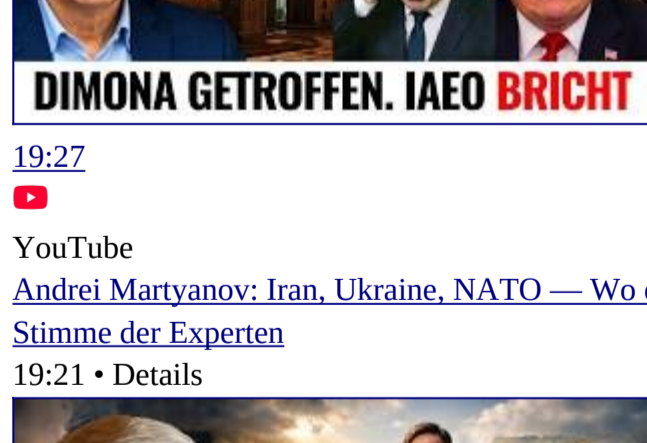 DIMONA GETROFFEN. IAEO BRICHT
19:27
YouTube
Andrei Martyanov: Iran, Ukraine, NATO — Wo
Stimme der Experten
19:21 • Details